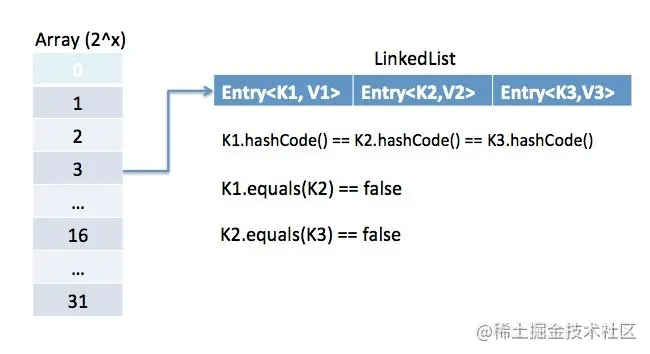 Array (2^x)
0
1
2
3
...
16
...
31
LinkedList
Entry<K1, V1>
Entry<K2,V2>
Entry<K3,V3>
K1.hashCode() == K2.hashCode() == K3.hashCode()
K1.equals(K2) == false
K2.equals(K3) == false
@稀土掘金技术社区